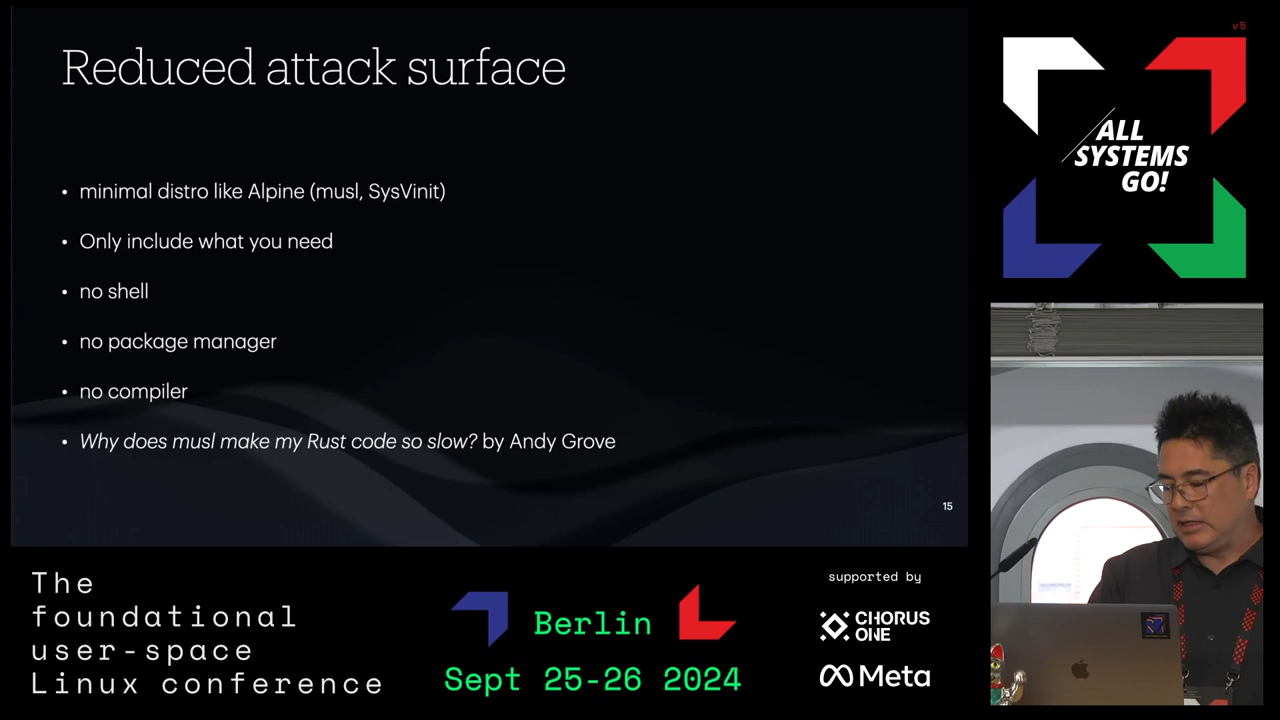 Reduced attack surface
• minimal distro like Alpine (musl, SysVinit)
• Only include what you need
• no shell
• no package manager
• no compiler
• Why does musl make my Rust code so slow? by Andy Grove
15
v5
ALL
SYSTEMS
GO!
The
foundational
user-space
Linux conference
Berlin
Sept 25-26 2024
supported by
CHORUS
ONE
Meta